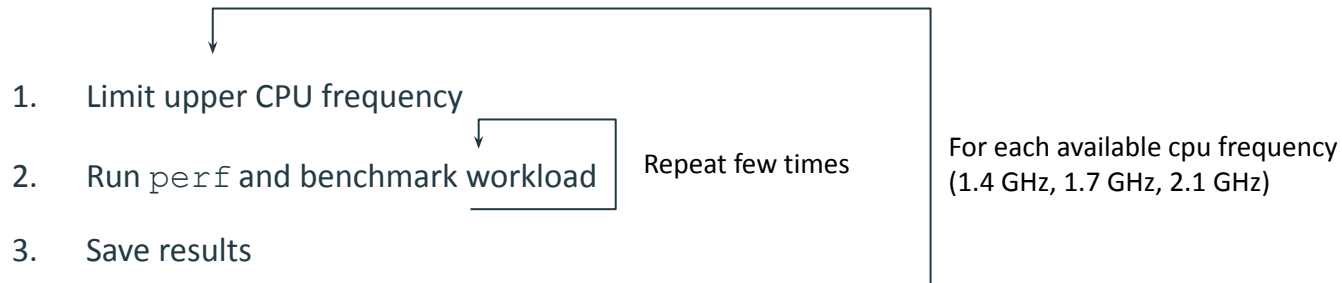 1. Limit upper CPU frequency
2. Run perf and benchmark workload
Repeat few times
For each available cpu frequency
(1.4 GHz, 1.7 GHz, 2.1 GHz)
3. Save results